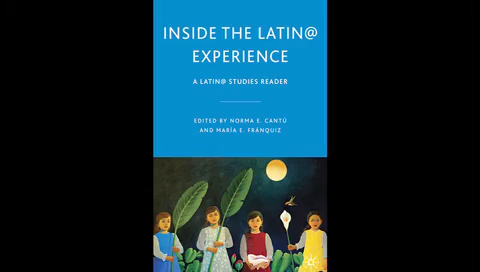 INSIDE THE LATIN@
EXPERIENCE
A LATIN@ STUDIES READER
EDITED BY NORMA E. CANTÚ
AND MARÍA E. FRÁNQUIZ